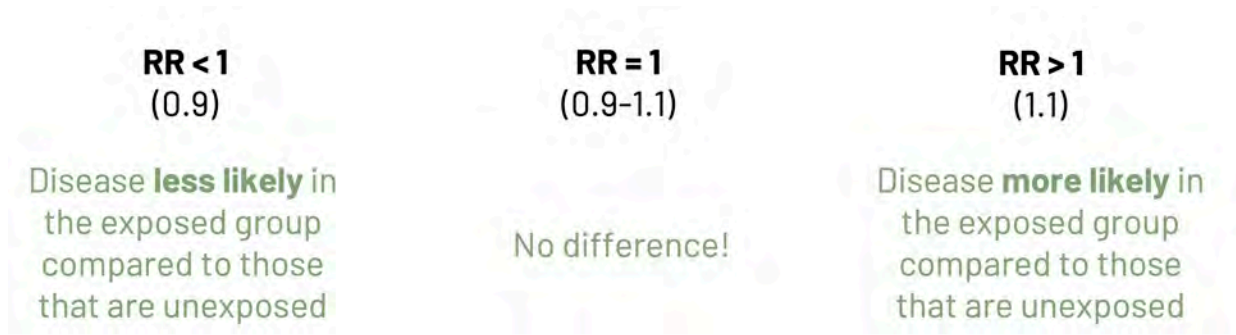 RR < 1
(0.9)
Disease less likely in
the exposed group
compared to those
that are unexposed
RR = 1
(0.9-1.1)
No difference!
RR > 1
(1.1)
Disease more likely in
the exposed group
compared to those
that are unexposed